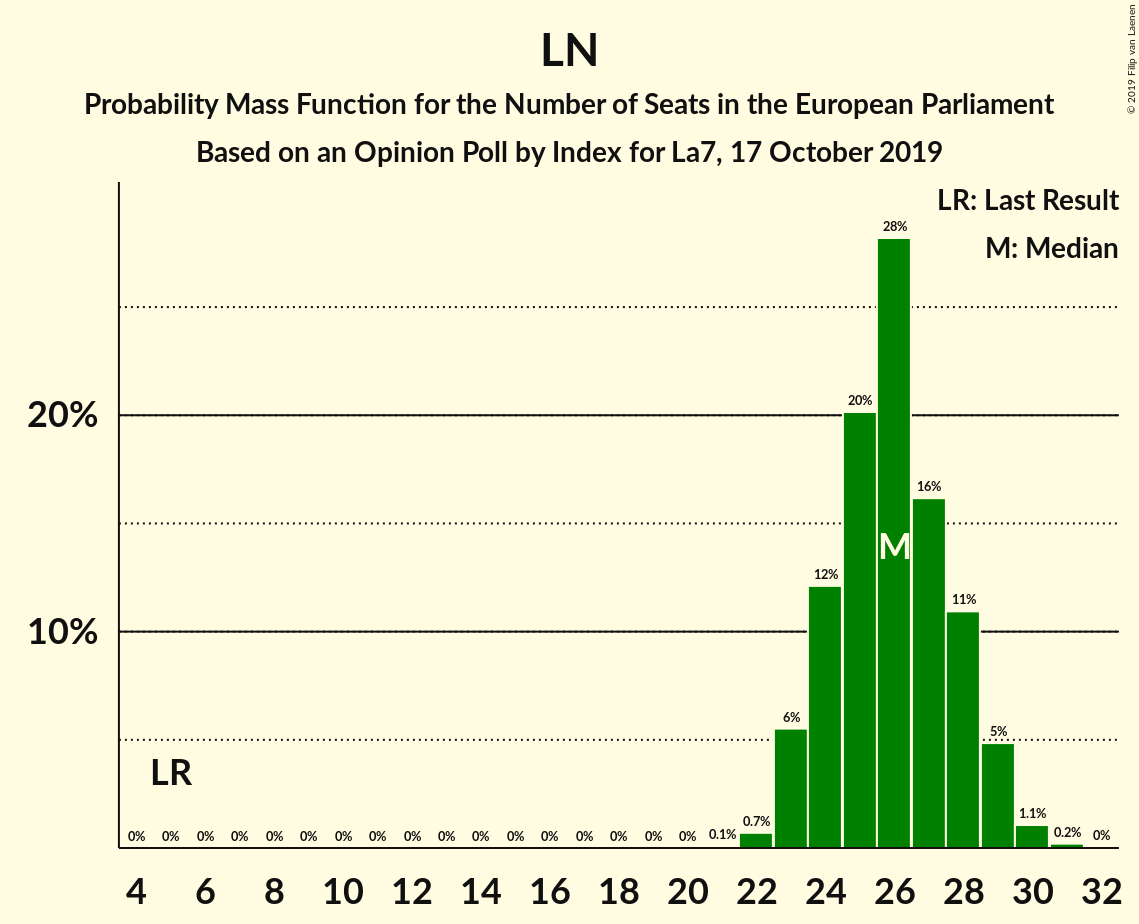 LN
Probability Mass Function for the Number of Seats in the European Parliament
Based on an Opinion Poll by Index for La7, 17 October 2019
© 2019 Filip van Laenen
LR: Last Result
M: Median
28%
20%
20%
16%
M
12%
11%
10%
6%
5%
LR
0% 0% 0% 0% 0% 0% 0% 0% 0% 0% 0% 0% 0% 0% 0% 0% 0% 0.1% 0.7% 1.1% 0.2% 0%
4 6 8 10 12 14 16 18 20 22 24 26 28 30 32